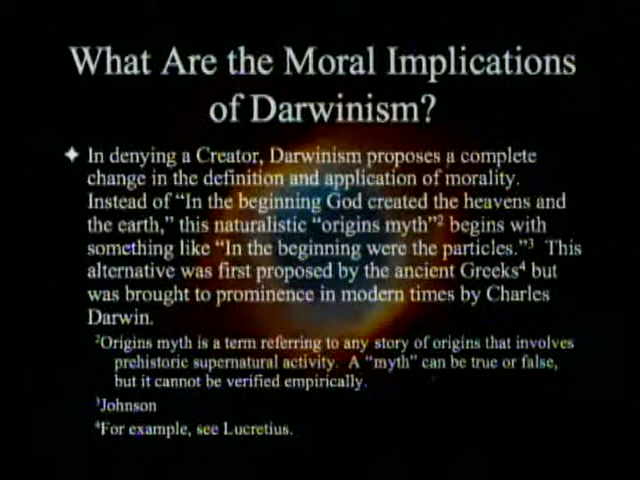 What Are the Moral Implications
of Darwinism?
✦ In denying a Creator, Darwinism proposes a complete
change in the definition and application of morality.
Instead of “In the beginning God created the heavens and
the earth,” this naturalistic “origins myth”² begins with
something like “In the beginning were the particles.”³ This
alternative was first proposed by the ancient Greeks⁴ but
was brought to prominence in modern times by Charles
Darwin.
²Origins myth is a term referring to any story of origins that involves
prehistoric supernatural activity. A “myth” can be true or false,
but it cannot be verified empirically.
³Johnson
⁴For example, see Lucretius.